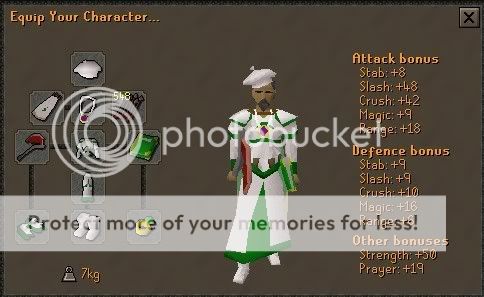 Equip Your Character...
548
Attack bonus
Stab: +8
Slash: +48
Crush: +42
Magic: +9
Range: +18
Defence bonus
Stab: +9
Slash: +9
Crush: +10
Magic: +16
Other bonuses
Strength: +50
Prayer: +19
7kg
photobucket
Protect more of your memories for less!